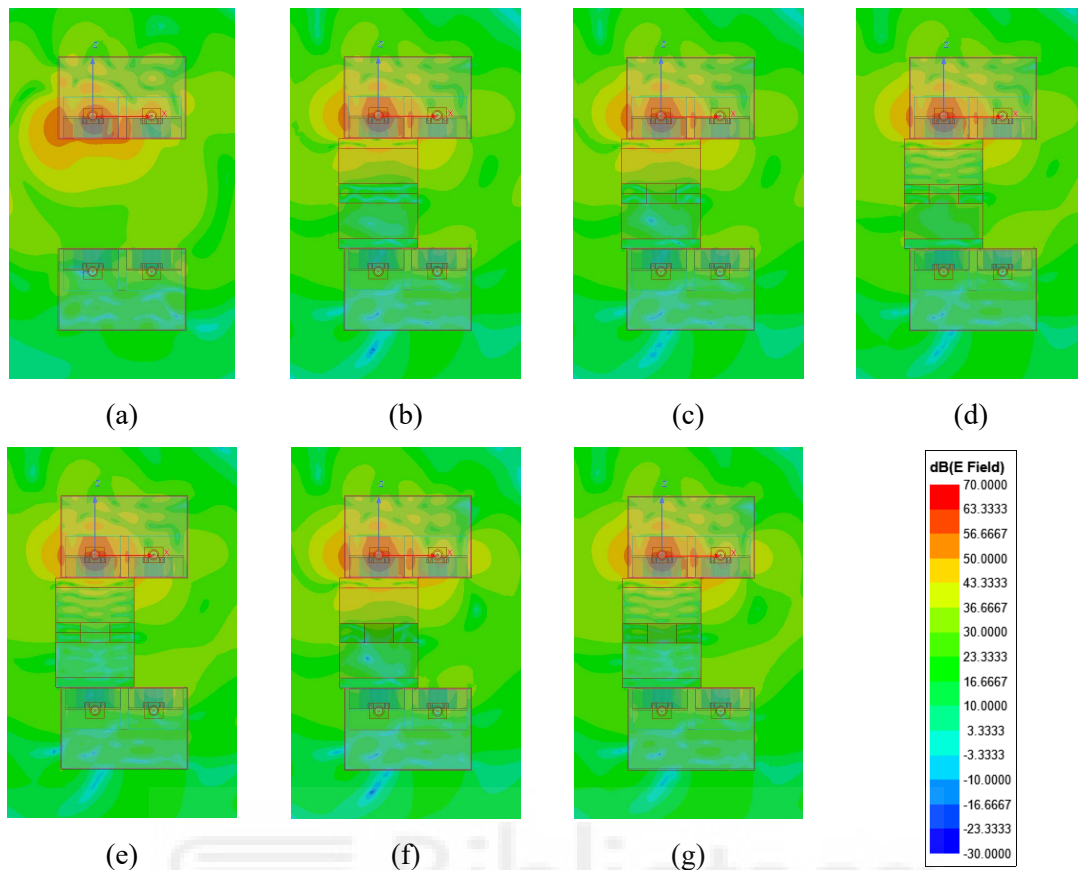 z
z
z
z
X
X
X
X
(a)
(b)
(c)
(d)
z
z
z
X
X
X
dB(E Field)
70.0000
63.3333
56.6667
50.0000
43.3333
36.6667
30.0000
23.3333
16.6667
10.0000
3.3333
-3.3333
-10.0000
-16.6667
-23.3333
-30.0000
(e)
(f)
(g)